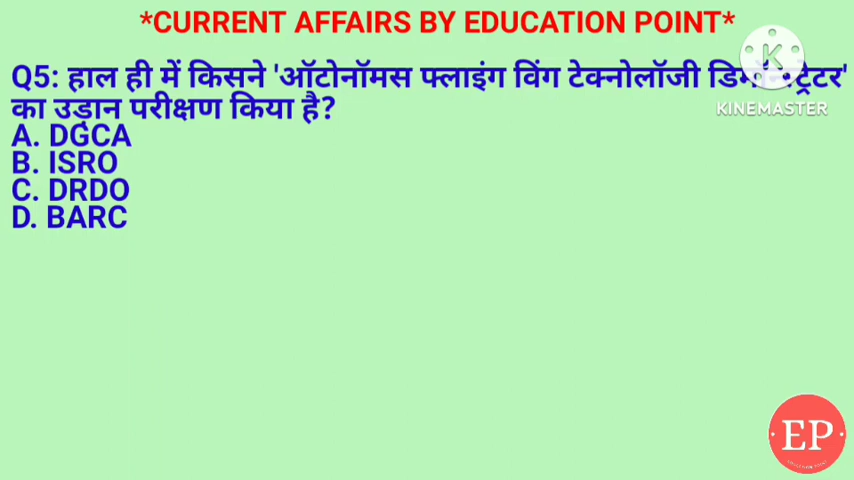 *CURRENT AFFAIRS BY EDUCATION POINT*
Q5: हाल ही में किसने 'ऑटोनॉमस फ्लाइंग विंग टेक्नोलॉजी डिमॉन्स्ट्रेटर'
का उड़ान परीक्षण किया है?
A. DGCA
B. ISRO
C. DRDO
D. BARC
K
KINEMASTER
EP